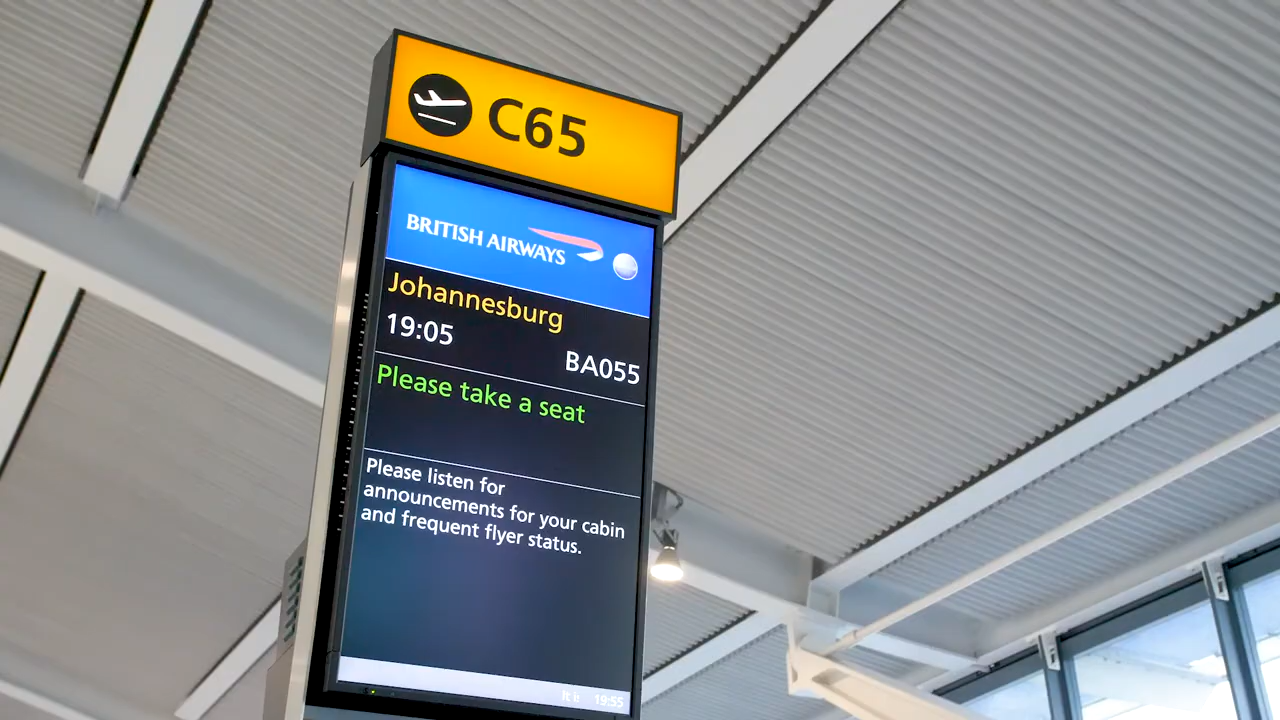 C65
BRITISH AIRWAYS
Johannesburg
19:05
BA055
Please take a seat
Please listen for
announcements for your cabin
and frequent flyer status.
19:55